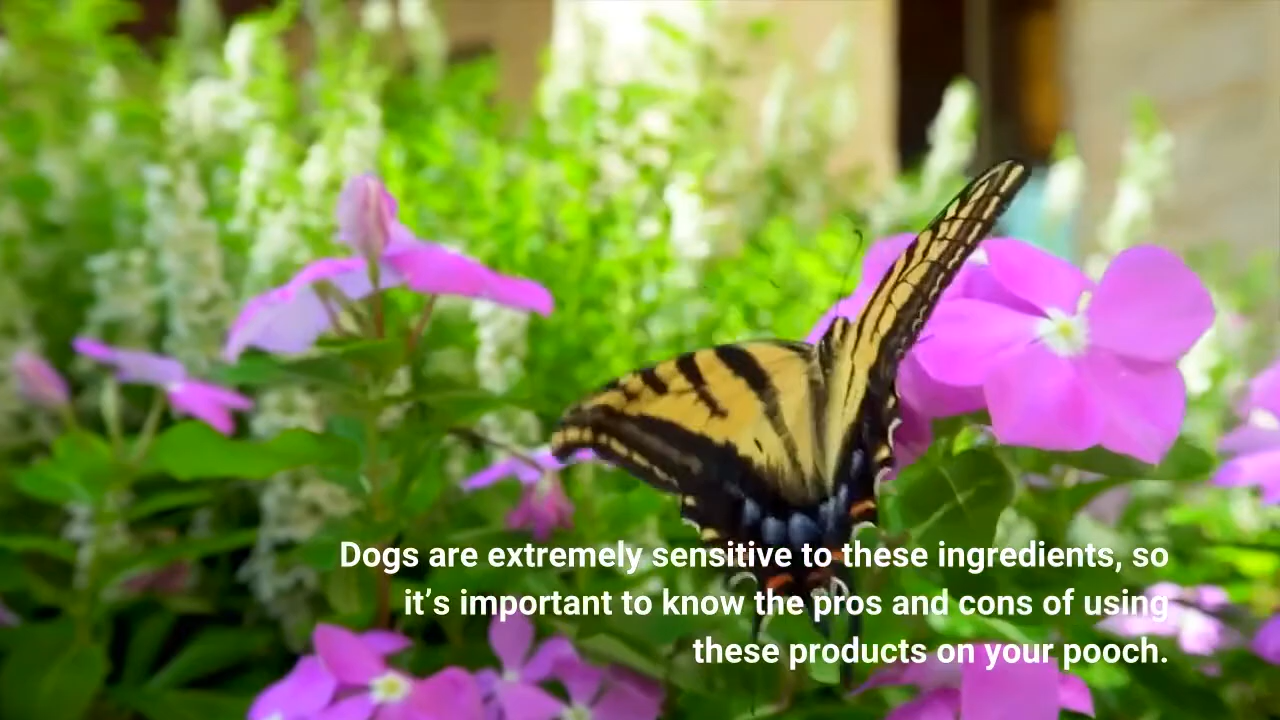 Dogs are extremely sensitive to these ingredients, so
it’s important to know the pros and cons of using
these products on your pooch.